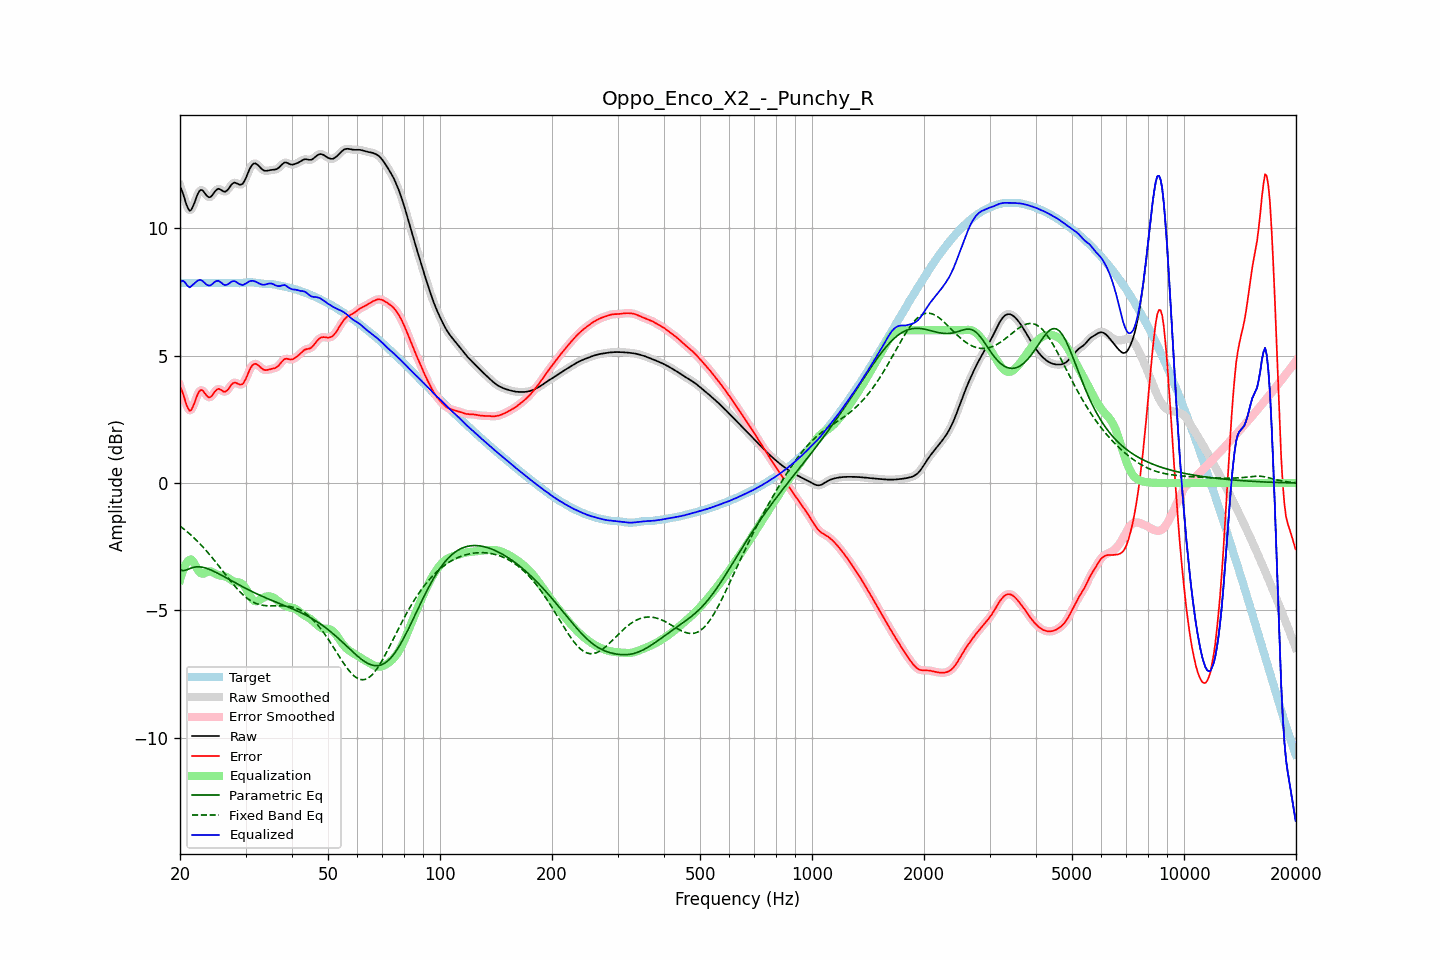 Oppo_Enco_X2_-_Punchy_R
Amplitude (dBr)
10
5
0
−5
−10
Target
Raw Smoothed
Error Smoothed
Raw
Error
Equalization
Parametric Eq
Fixed Band Eq
Equalized
20 50 100 200 500 1000 2000 5000 10000 20000
Frequency (Hz)